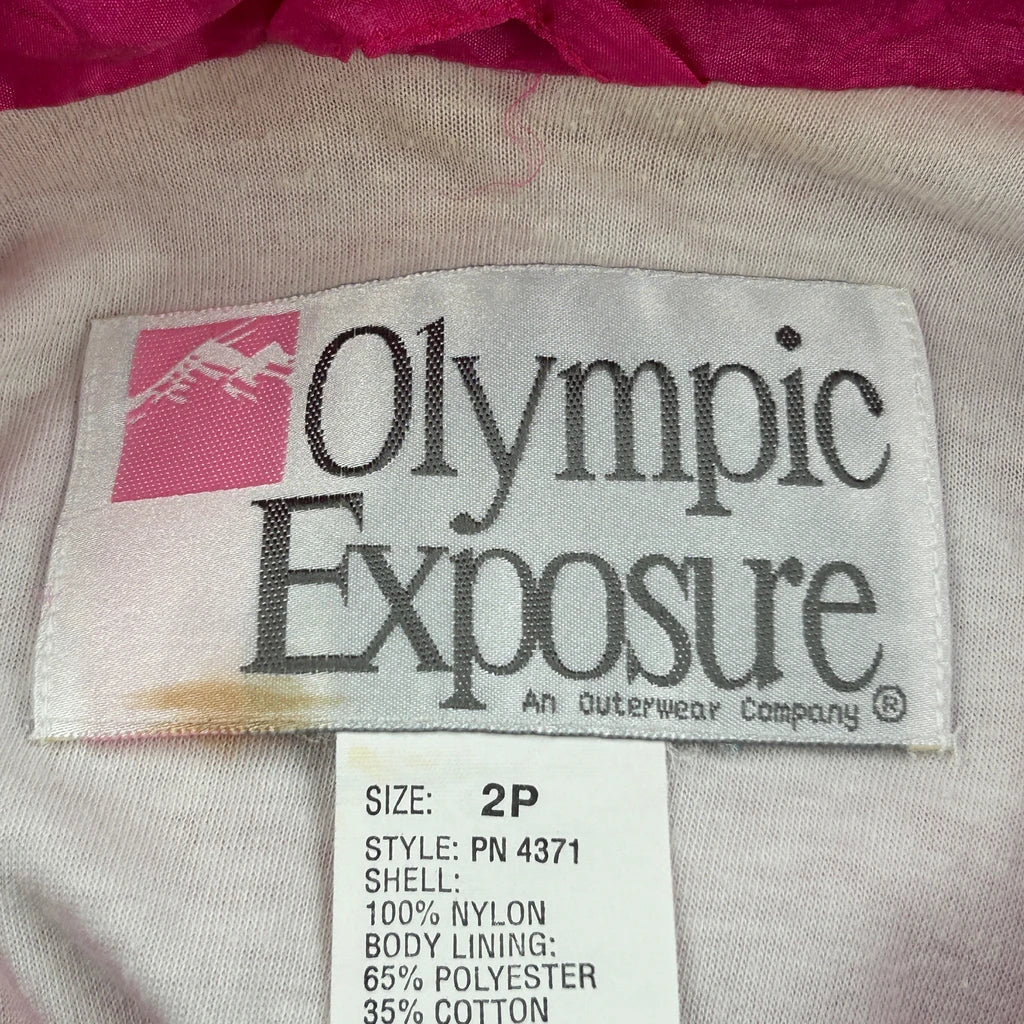 Olympic
Exposure
An Outerwear Company ®
SIZE: 2P
STYLE: PN 4371
SHELL:
100% NYLON
BODY LINING:
65% POLYESTER
35% COTTON